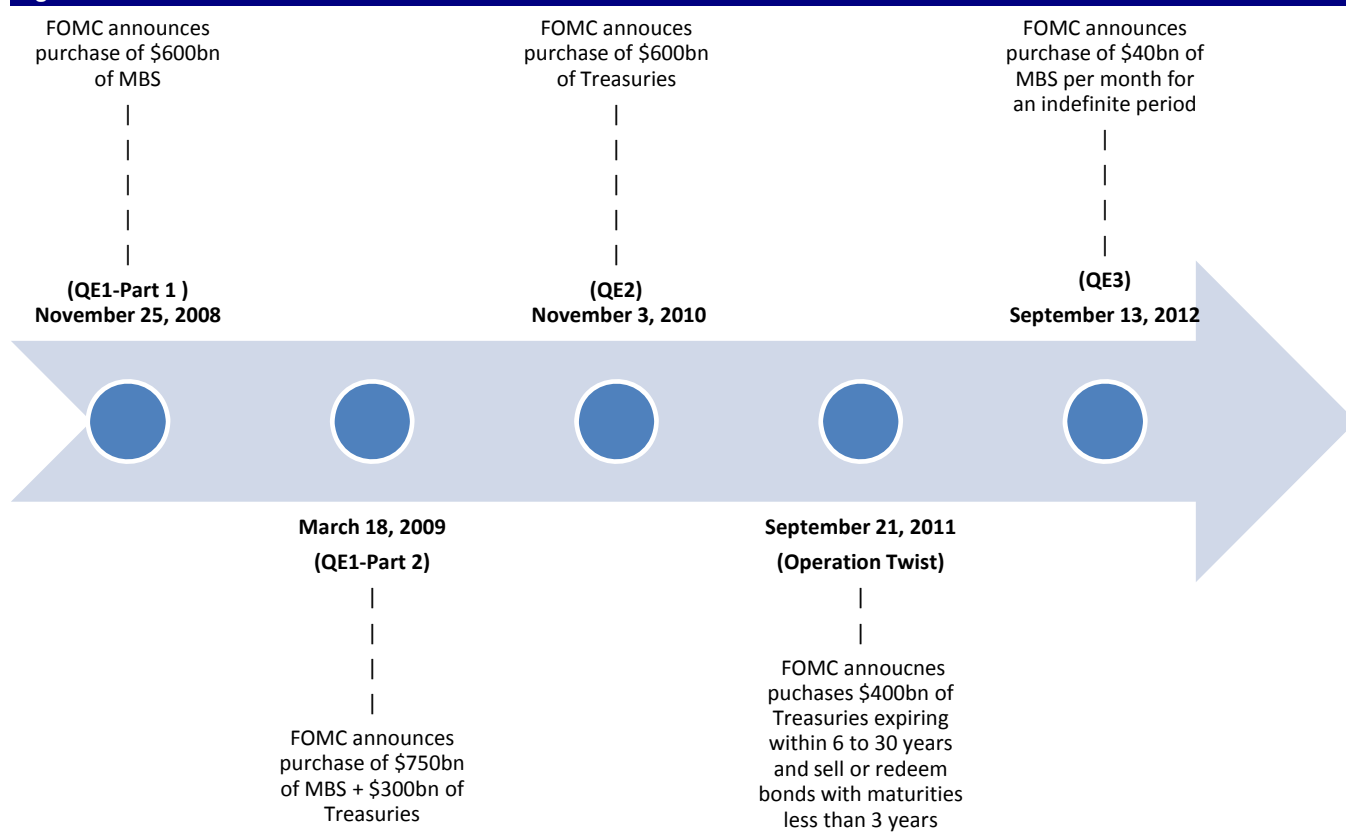 FOMC announces
purchase of $600bn
of MBS
(QE1-Part 1 )
November 25, 2008
FOMC annouces
purchase of $600bn
of Treasuries
(QE2)
November 3, 2010
FOMC announces
purchase of $40bn of
MBS per month for
an indefinite period
(QE3)
September 13, 2012
March 18, 2009
(QE1-Part 2)
FOMC announces
purchase of $750bn
of MBS + $300bn of
Treasuries
September 21, 2011
(Operation Twist)
FOMC annoucnes
puchases $400bn of
Treasuries expiring
within 6 to 30 years
and sell or redeem
bonds with maturities
less than 3 years